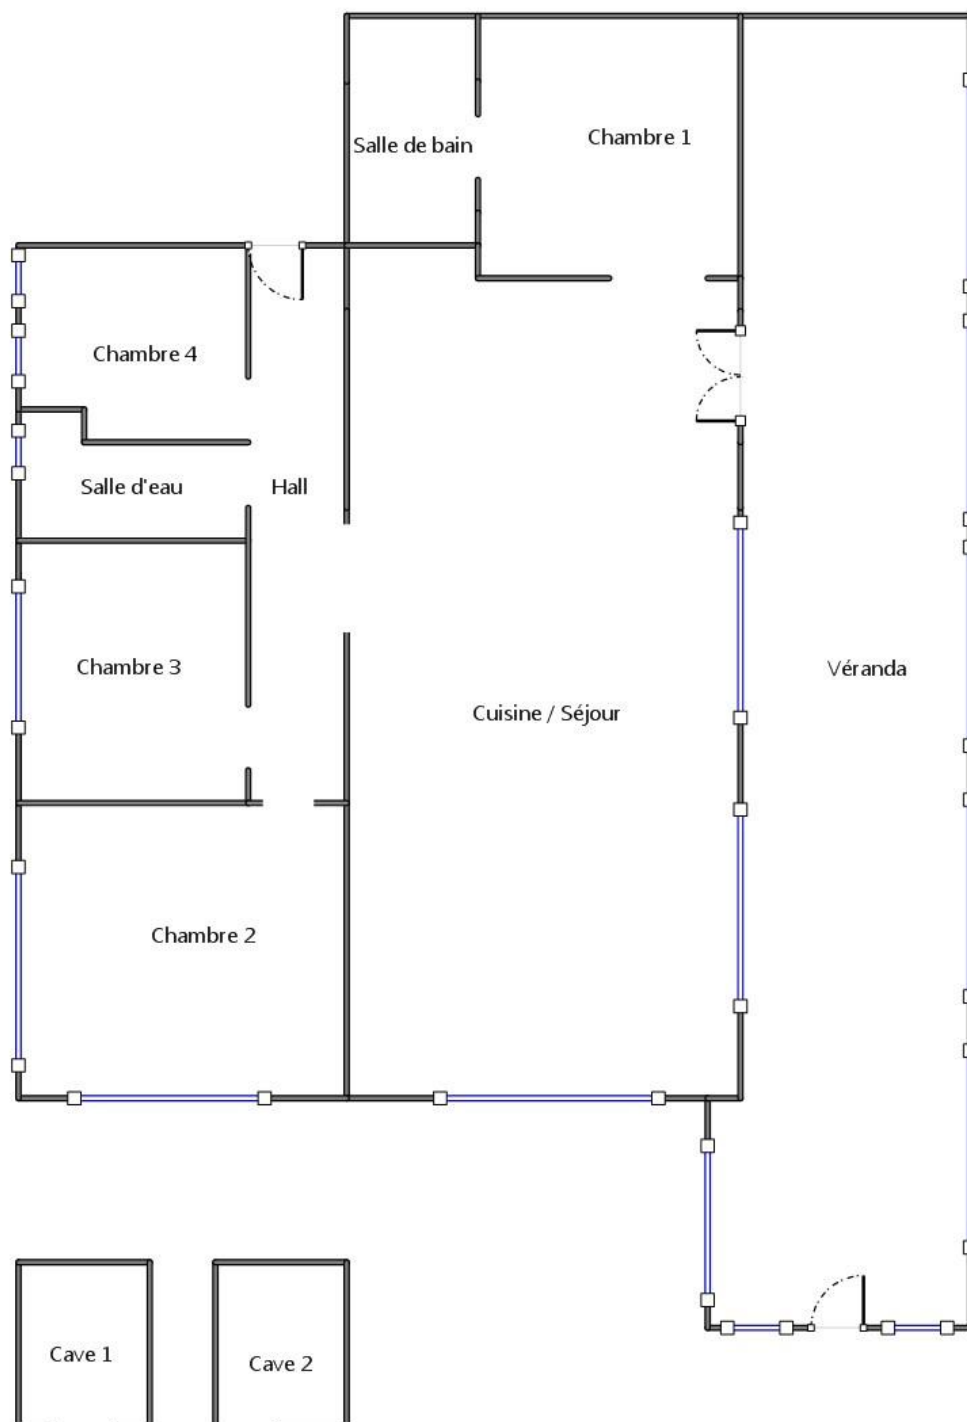 Salle de bain
Chambre 1
Chambre 4
Salle d'eau
Hall
Chambre 3
Cuisine / Séjour
Véranda
Chambre 2
Cave 1
Cave 2